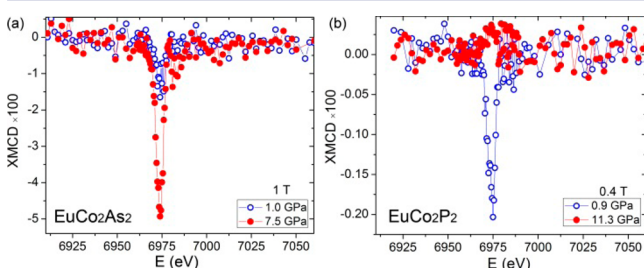 (a)
0
-1
-2
-3
-4
-5
XMCD ×100
1 T
1.0 GPa
7.5 GPa
EuCo2As2
6925 6950 6975 7000 7025 7050
E (eV)
(b)
0.00
-0.05
-0.10
-0.15
-0.20
XMCD ×100
0.4 T
0.9 GPa
11.3 GPa
EuCo2P2
6925 6950 6975 7000 7025 7050
E (eV)